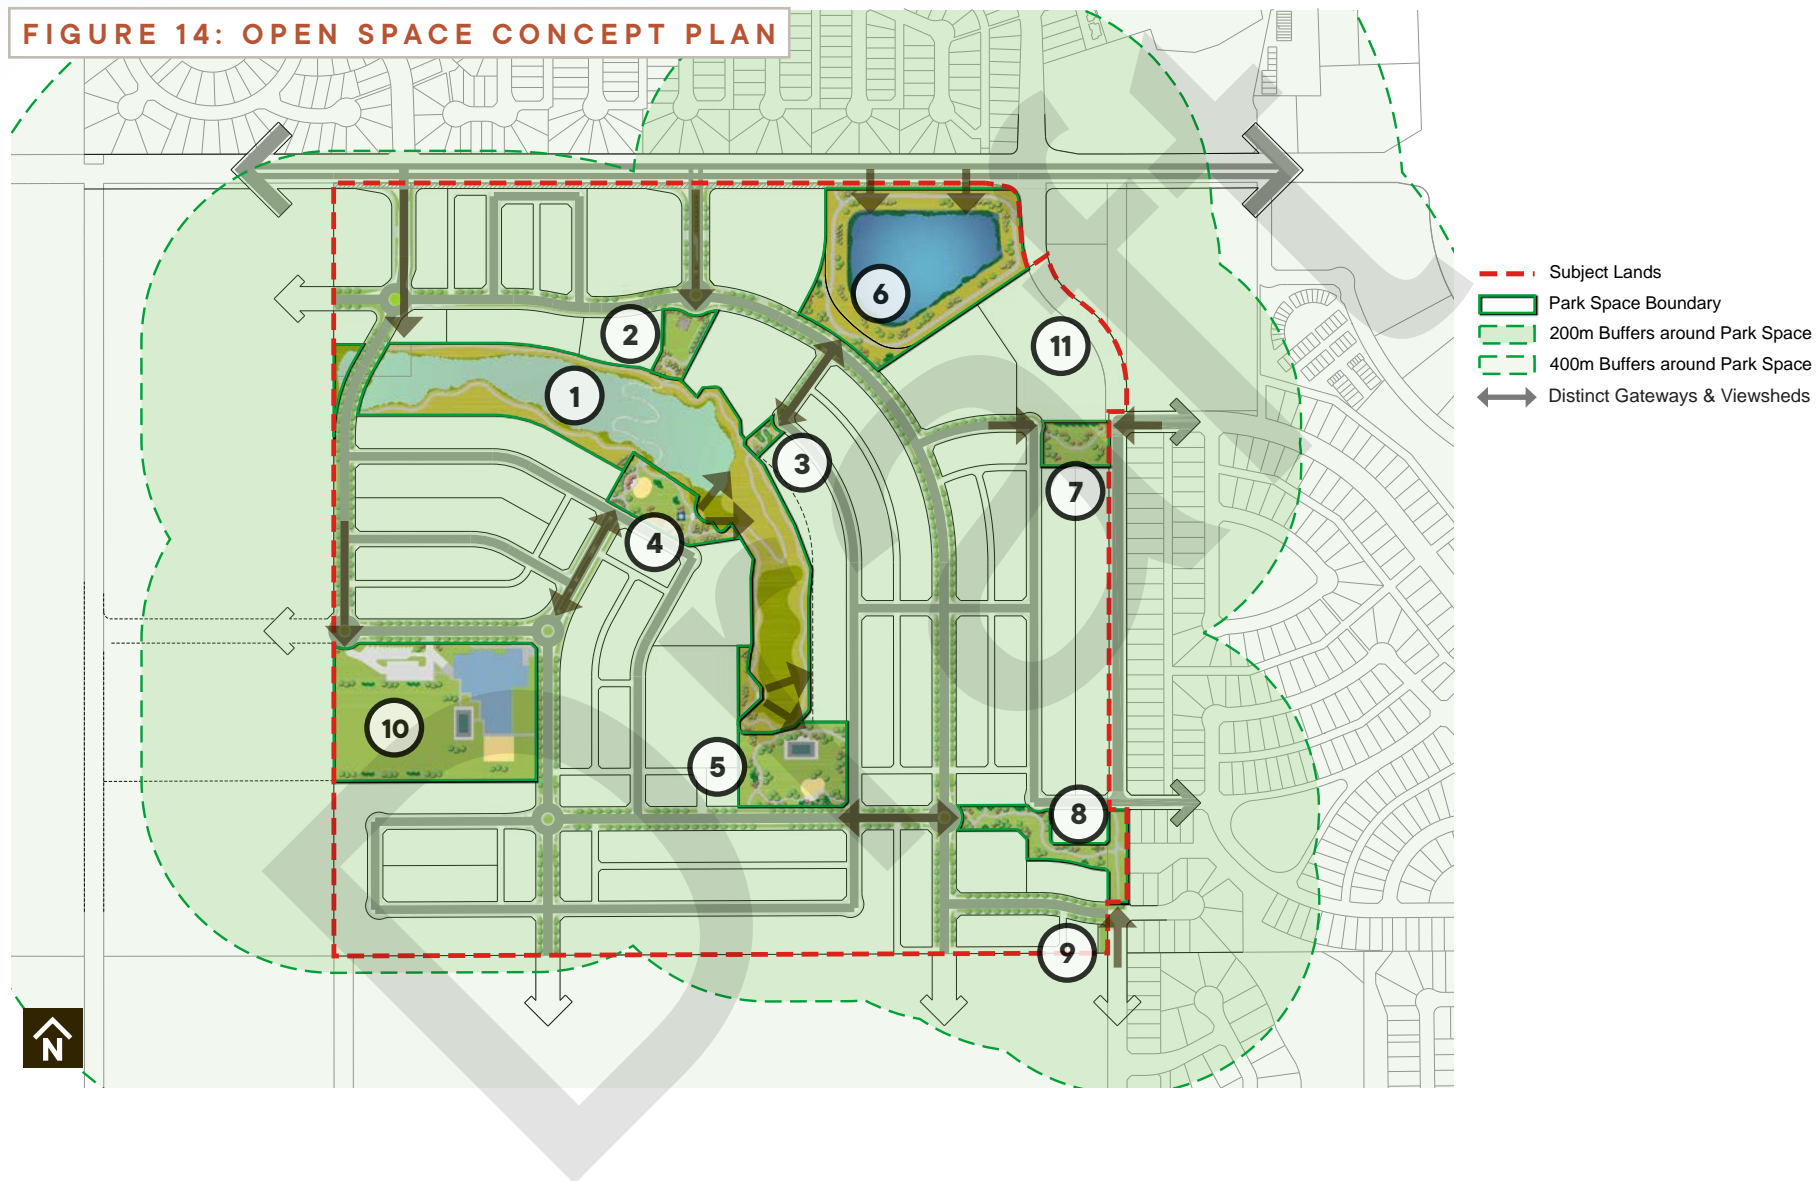 FIGURE 14: OPEN SPACE CONCEPT PLAN
6
2
11
1
3
7
4
10
5
8
9
Subject Lands
Park Space Boundary
200m Buffers around Park Space
400m Buffers around Park Space
Distinct Gateways & Viewsheds
N
Draft